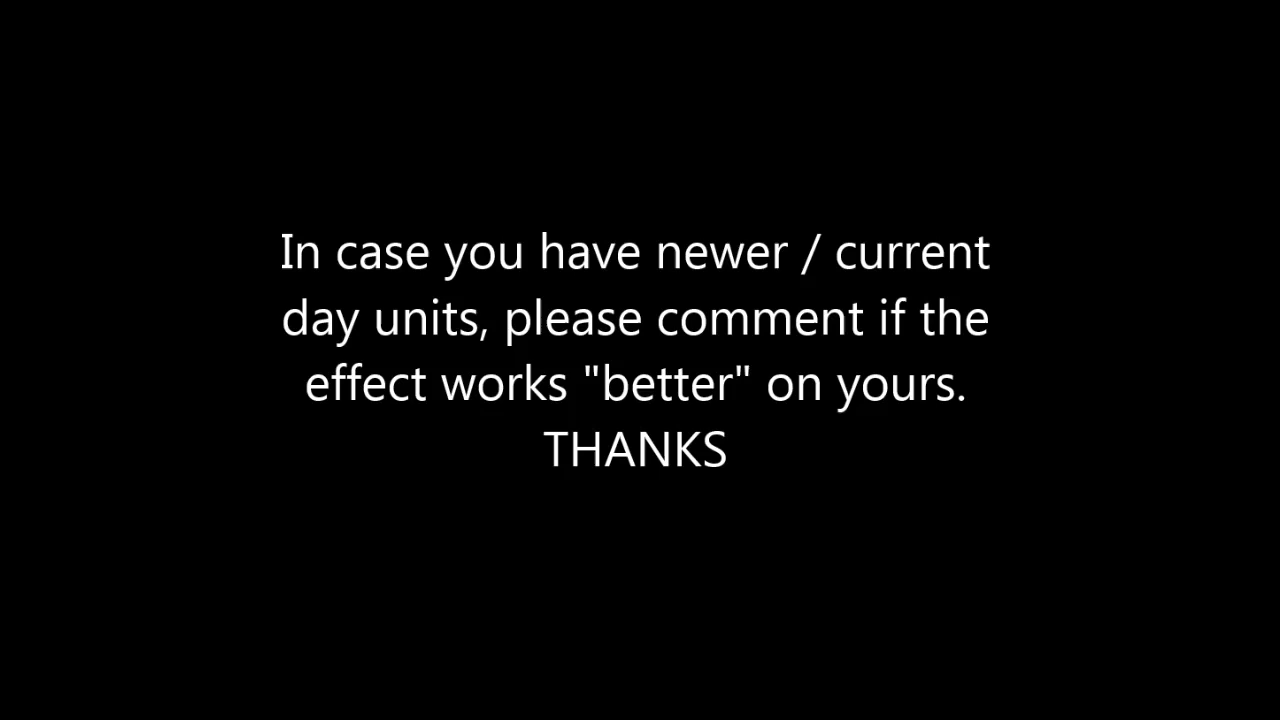 In case you have newer / current
day units, please comment if the
effect works "better" on yours.
THANKS